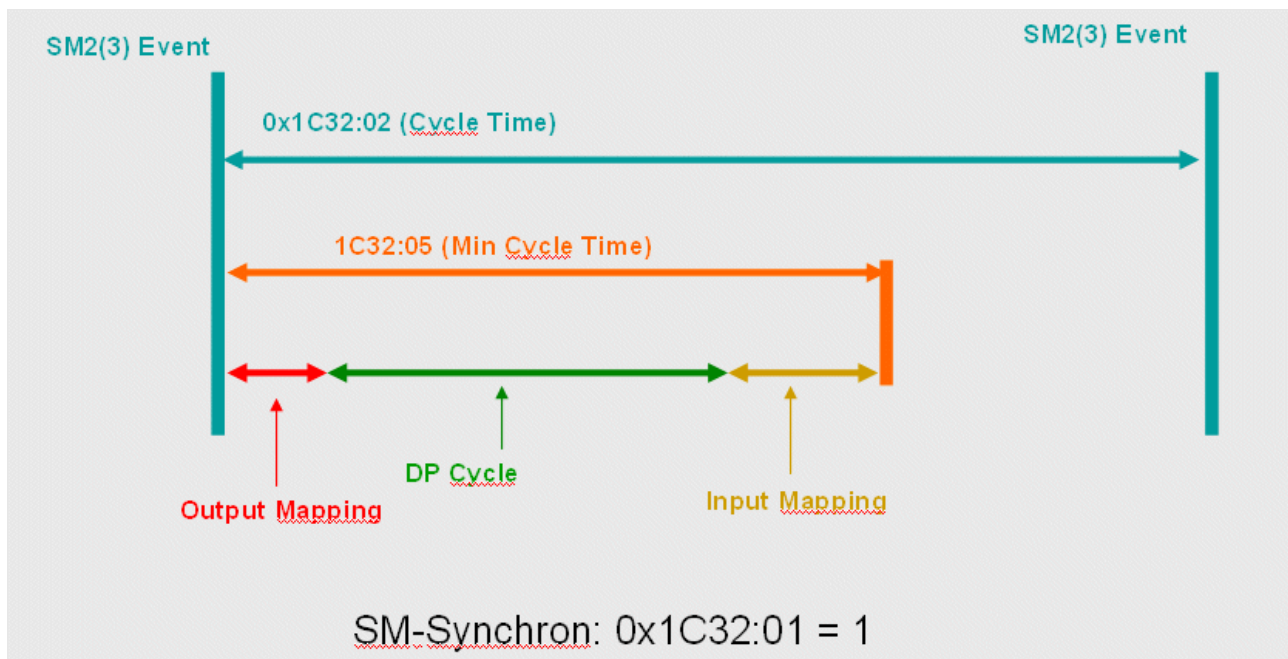 SM2(3) Event
SM2(3) Event
0x1C32:02 (Cycle Time)
1C32:05 (Min Cycle Time)
DP Cycle
Input Mapping
Output Mapping
SM-Synchron: 0x1C32:01 = 1